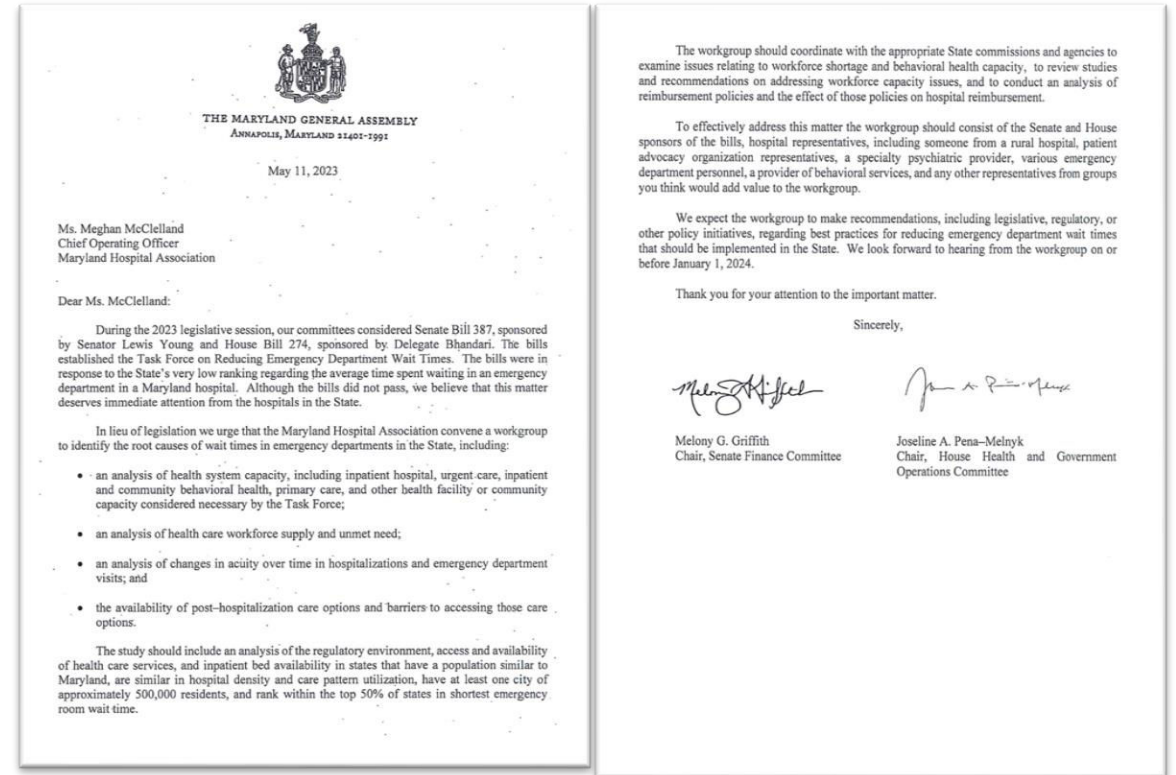 THE MARYLAND GENERAL ASSEMBLY
ANNAPOLIS, MARYLAND 21401-1991
May 11, 2023
Ms. Meghan McClelland
Chief Operating Officer
Maryland Hospital Association
Dear Ms. McClelland:
During the 2023 legislative session, our committees considered Senate Bill 387, sponsored
by Senator Lewis Young and House Bill 274, sponsored by Delegate Bhandari. The bills
established the Task Force on Reducing Emergency Department Wait Times. The bills were in
response to the State's very low ranking regarding the average time spent waiting in an emergency
department in a Maryland hospital. Although the bills did not pass, we believe that this matter
deserves immediate attention from the hospitals in the State.
In lieu of legislation we urge that the Maryland Hospital Association convene a workgroup
to identify the root causes of wait times in emergency departments in the State, including:
• an analysis of health system capacity, including inpatient hospital, urgent care, inpatient
and community behavioral health, primary care, and other health facility or community
capacity considered necessary by the Task Force;
• an analysis of health care workforce supply and unmet need;
• an analysis of changes in acuity over time in hospitalizations and emergency department
visits; and
• the availability of post-hospitalization care options and barriers to accessing those care
options.
The study should include an analysis of the regulatory environment, access and availability
of health care services, and inpatient bed availability in states that have a population similar to
Maryland, are similar in hospital density and care pattern utilization, have at least one city of
approximately 500,000 residents, and rank within the top 50% of states in shortest emergency
room wait time.
The workgroup should coordinate with the appropriate State commissions and agencies to
examine issues relating to workforce shortage and behavioral health capacity, to review studies
and recommendations on addressing workforce capacity issues, and to conduct an analysis of
reimbursement policies and the effect of those policies on hospital reimbursement.
To effectively address this matter the workgroup should consist of the Senate and House
sponsors of the bills, hospital representatives, including someone from a rural hospital, patient
advocacy organization representatives, a specialty psychiatric provider, various emergency
department personnel, a provider of behavioral services, and any other representatives from groups
you think would add value to the workgroup.
We expect the workgroup to make recommendations, including legislative, regulatory, or
other policy initiatives, regarding best practices for reducing emergency department wait times
that should be implemented in the State. We look forward to hearing from the workgroup on or
before January 1, 2024.
Thank you for your attention to the important matter.
Sincerely,
Melony G. Griffith
Chair, Senate Finance Committee
Joseline A. Pena-Melnyk
Chair, House Health and Government
Operations Committee